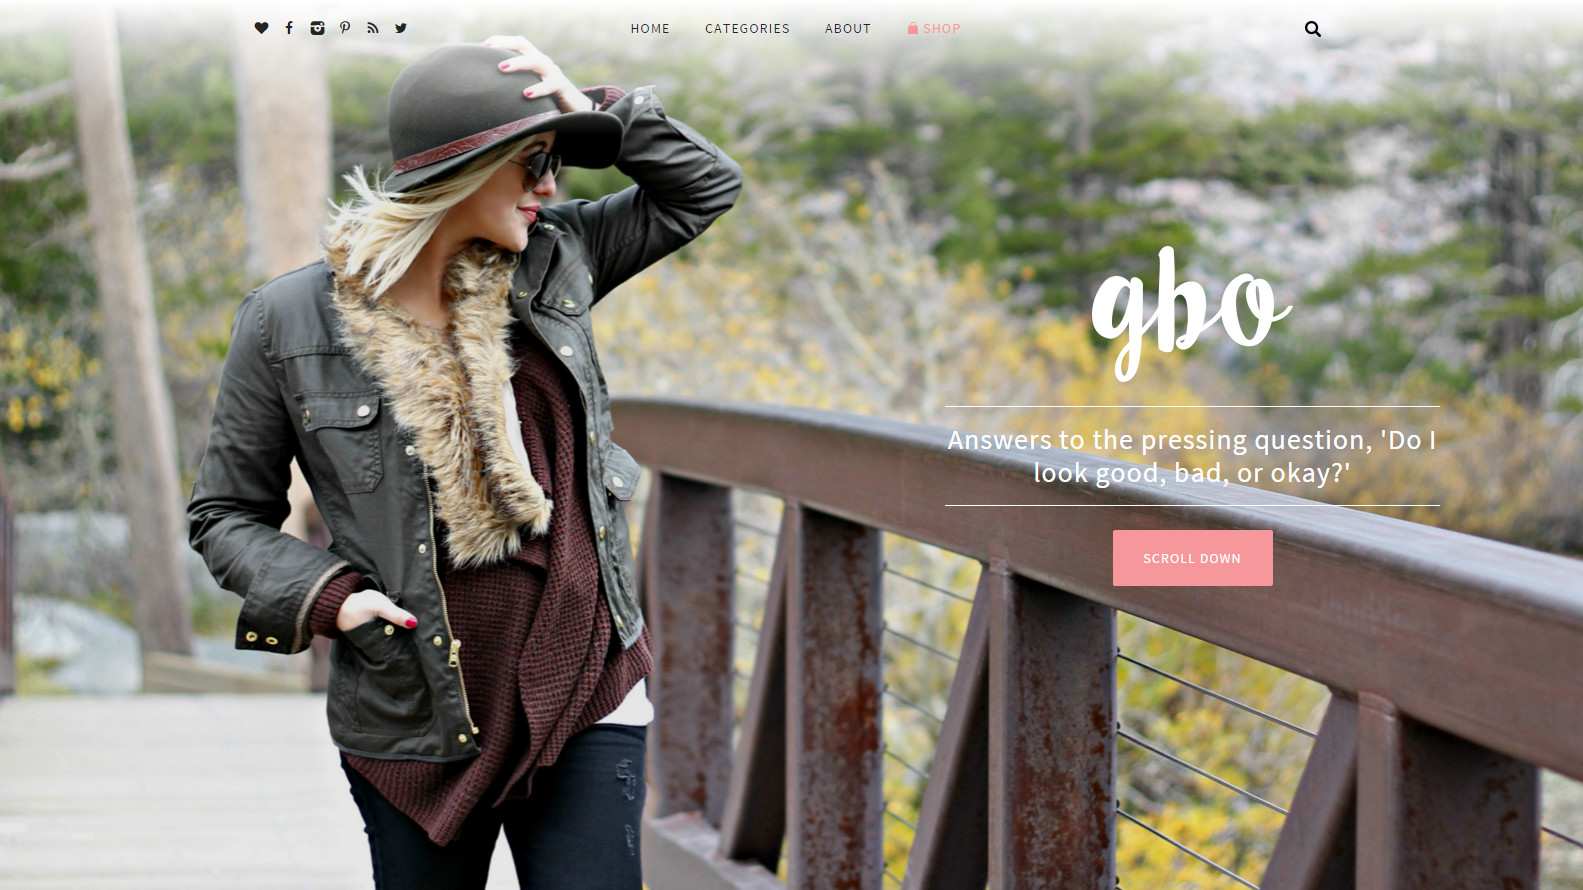 HOME CATEGORIES ABOUT SHOP
gbo
Answers to the pressing question, 'Do I
look good, bad, or okay?'
SCROLL DOWN